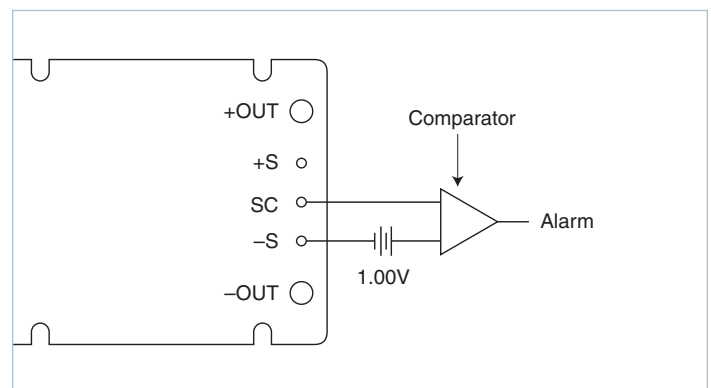 +OUT
Comparator
+S
SC
Alarm
–S
1.00V
–OUT